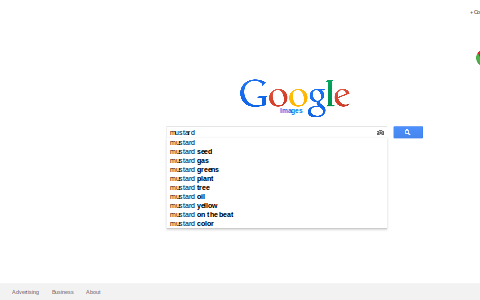 Google
Images
mustard
mustard
mustard seed
mustard gas
mustard greens
mustard plant
mustard tree
mustard oil
mustard yellow
mustard on the beat
mustard color
Advertising Business About